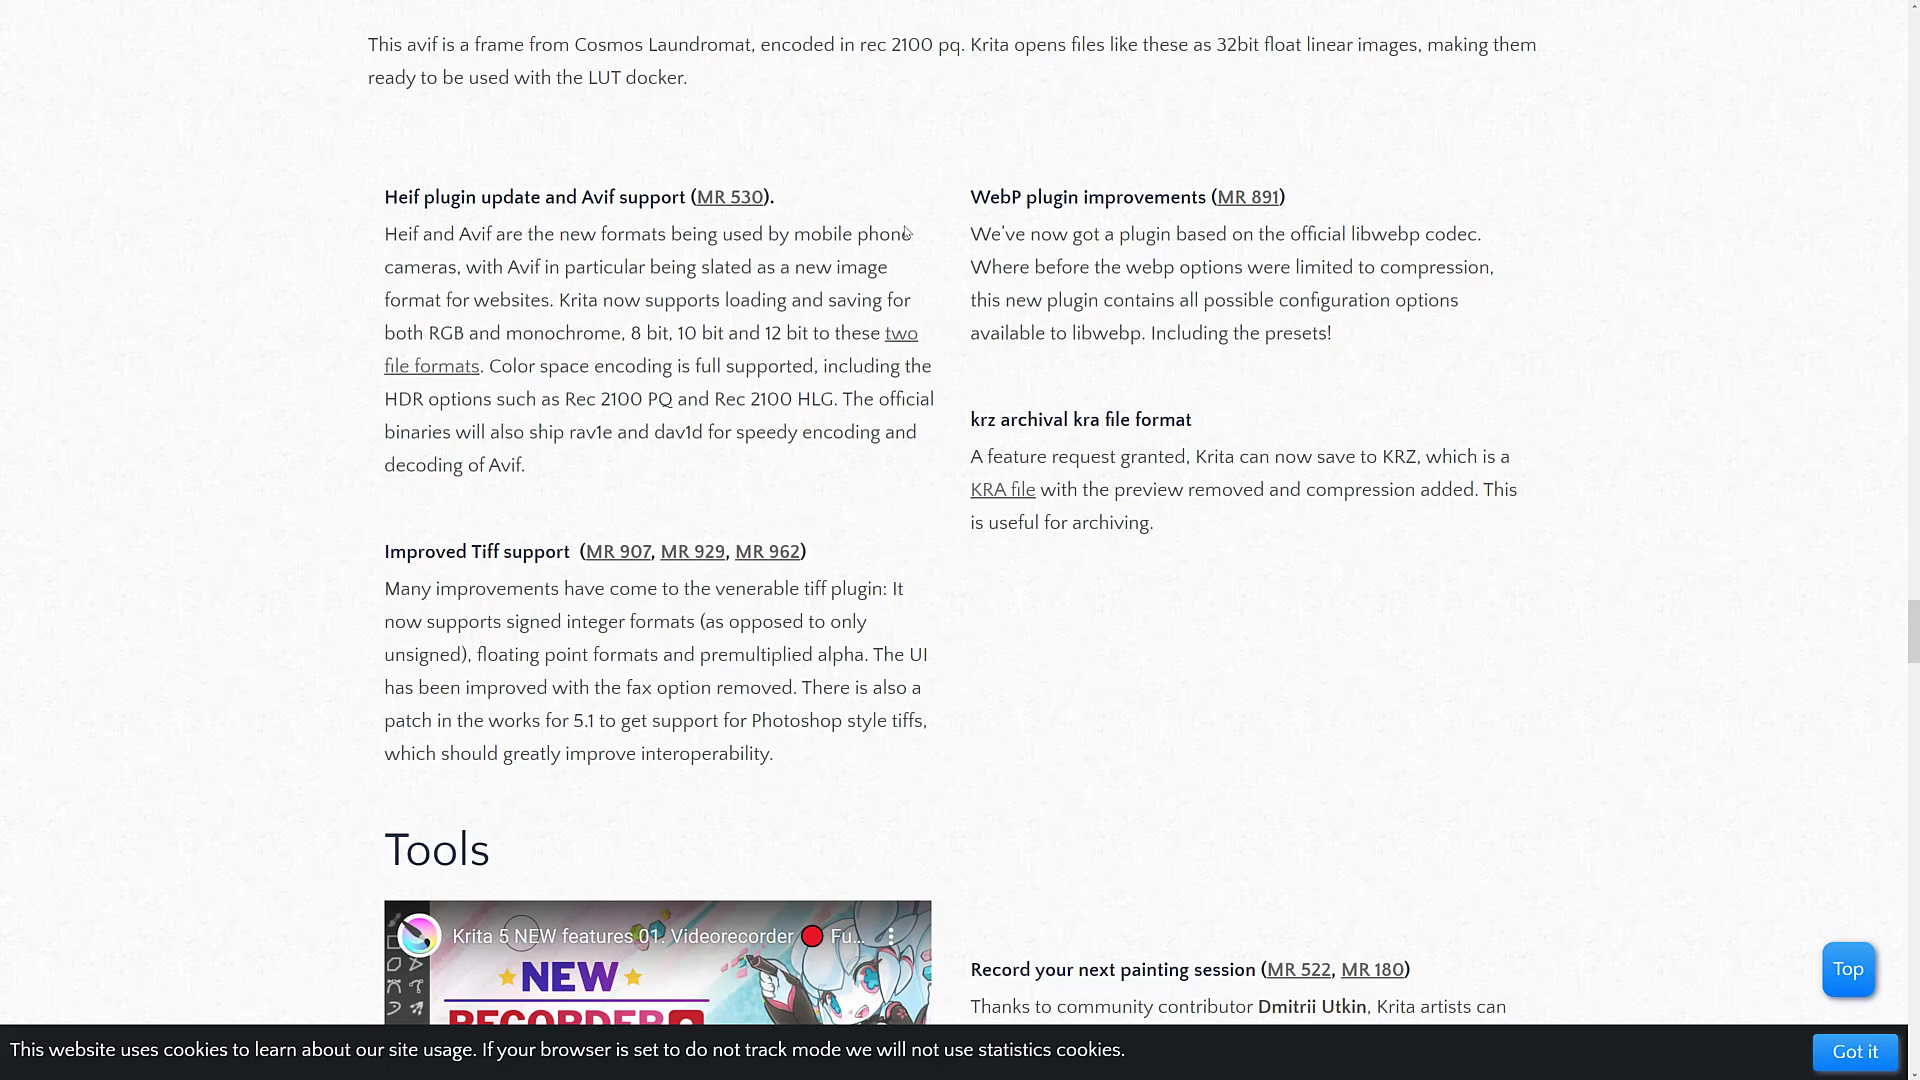 This avif is a frame from Cosmos Laundromat, encoded in rec 2100 pq. Krita opens files like these as 32bit float linear images, making them
ready to be used with the LUT docker.
Heif plugin update and Avif support (MR 530).
Heif and Avif are the new formats being used by mobile phone
cameras, with Avif in particular being slated as a new image
format for websites. Krita now supports loading and saving for
both RGB and monochrome, 8 bit, 10 bit and 12 bit to these two
file formats. Color space encoding is full supported, including the
HDR options such as Rec 2100 PQ and Rec 2100 HLG. The official
binaries will also ship rav1e and dav1d for speedy encoding and
decoding of Avif.
Improved Tiff support  (MR 907, MR 929, MR 962)
Many improvements have come to the venerable tiff plugin: It
now supports signed integer formats (as opposed to only
unsigned), floating point formats and premultiplied alpha. The UI
has been improved with the fax option removed. There is also a
patch in the works for 5.1 to get support for Photoshop style tiffs,
which should greatly improve interoperability.
WebP plugin improvements (MR 891)
We’ve now got a plugin based on the official libwebp codec.
Where before the webp options were limited to compression,
this new plugin contains all possible configuration options
available to libwebp. Including the presets!
krz archival kra file format
A feature request granted, Krita can now save to KRZ, which is a
KRA file with the preview removed and compression added. This
is useful for archiving.
Tools
Krita 5 NEW features 01. Videorecorder 🔴 Fu...
NEW
RECORDER
Record your next painting session (MR 522, MR 180)
Thanks to community contributor Dmitrii Utkin, Krita artists can
Top
This website uses cookies to learn about our site usage. If your browser is set to do not track mode we will not use statistics cookies.
Got it